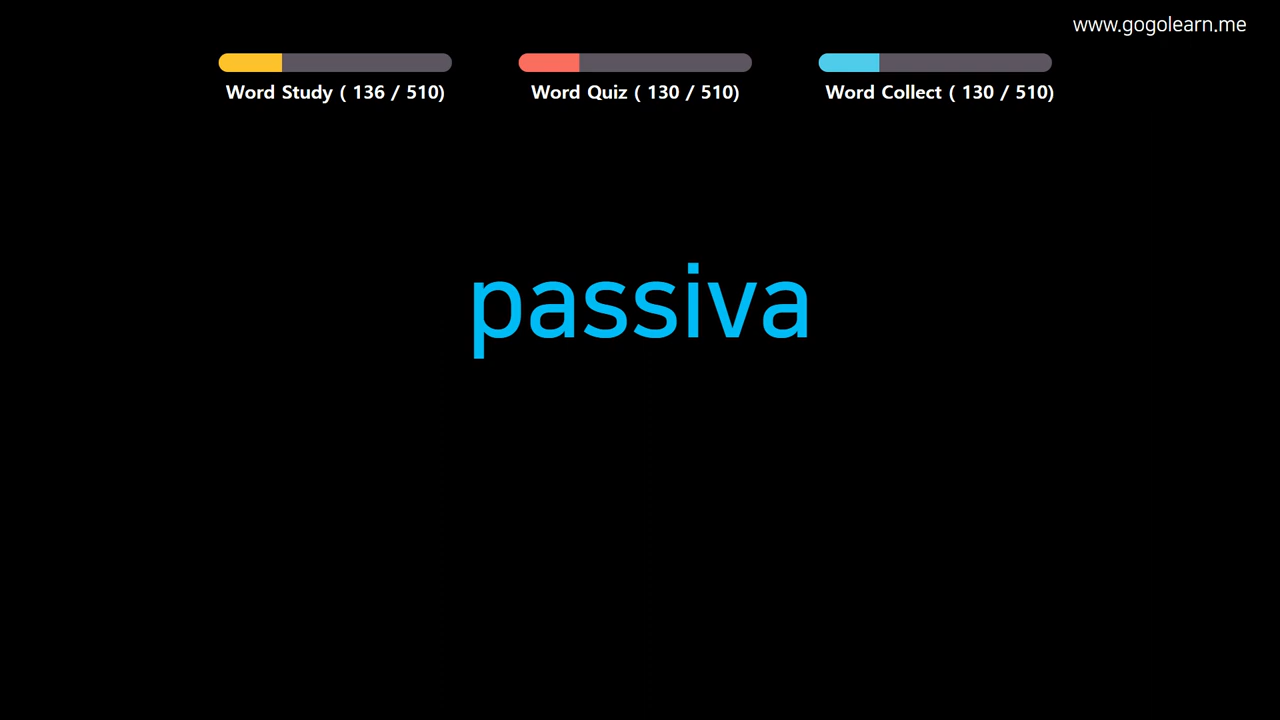 www.gogolearn.me
Word Study ( 136 / 510)
Word Quiz ( 130 / 510)
Word Collect ( 130 / 510)
passiva